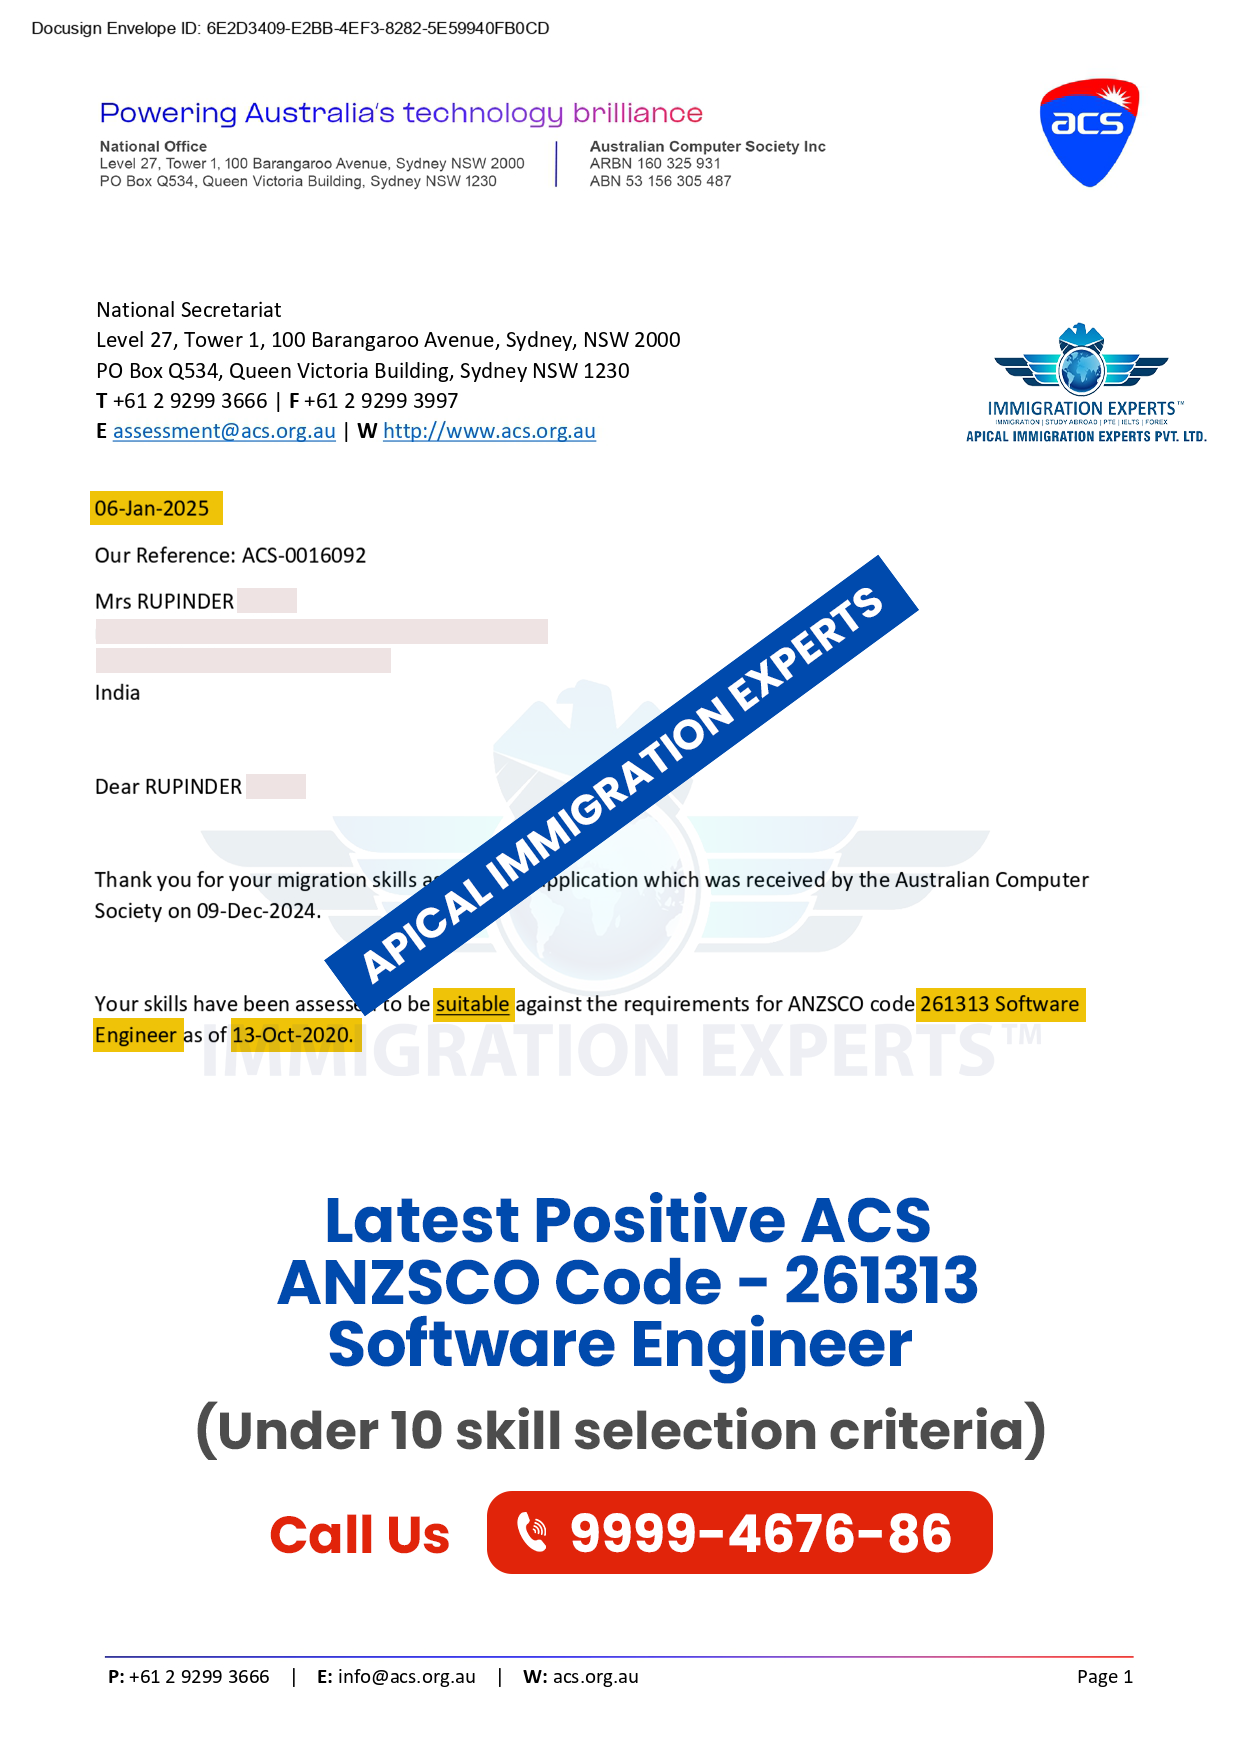 Docusign Envelope ID: 6E2D3409-E2BB-4EF3-8282-5E59940FB0CD
Powering Australia's technology brilliance
National Office
Level 27, Tower 1, 100 Barangaroo Avenue, Sydney NSW 2000
PO Box Q534, Queen Victoria Building, Sydney NSW 1230
Australian Computer Society Inc
ARBN 160 325 931
ABN 53 156 305 487
acs
National Secretariat
Level 27, Tower 1, 100 Barangaroo Avenue, Sydney, NSW 2000
PO Box Q534, Queen Victoria Building, Sydney NSW 1230
T +61 2 9299 3666 | F +61 2 9299 3997
E assessment@acs.org.au | W http://www.acs.org.au
IMMIGRATION EXPERTS™
IMMIGRATION | STUDY ABROAD | PTE | IELTS | FOREX
APICAL IMMIGRATION EXPERTS PVT. LTD.
06-Jan-2025
Our Reference: ACS-0016092
Mrs RUPINDER
India
Dear RUPINDER
APICAL IMMIGRATION EXPERTS
Thank you for your migration skills application which was received by the Australian Computer
Society on 09-Dec-2024.
Your skills have been assessed to be suitable against the requirements for ANZSCO code 261313 Software
Engineer as of 13-Oct-2020.
IMMIGRATION EXPERTS™
Latest Positive ACS
ANZSCO Code - 261313
Software Engineer
(Under 10 skill selection criteria)
Call Us 9999-4676-86
P: +61 2 9299 3666 | E: info@acs.org.au | W: acs.org.au
Page 1